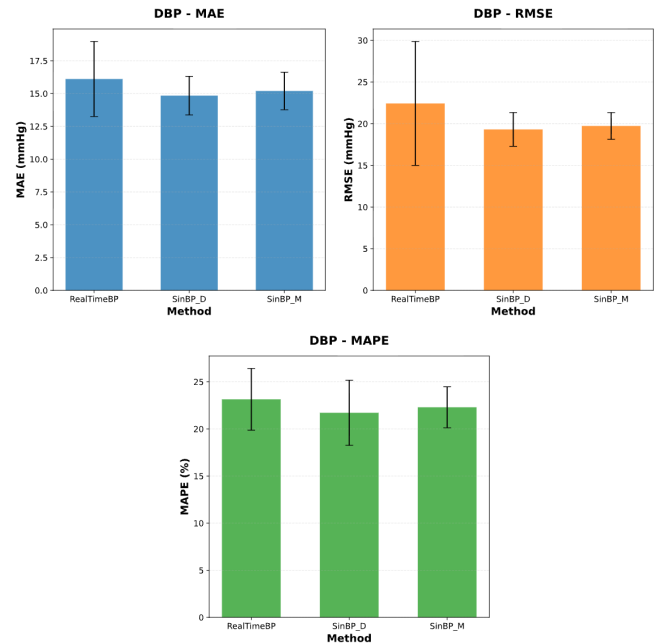 DBP - MAE
MAE (mmHg)
17.5
15.0
12.5
10.0
7.5
5.0
2.5
0.0
RealTimeBP
SinBP_D
SinBP_M
Method
DBP - RMSE
RMSE (mmHg)
30
25
20
15
10
5
0
RealTimeBP
SinBP_D
SinBP_M
Method
DBP - MAPE
MAPE (%)
25
20
15
10
5
0
RealTimeBP
SinBP_D
SinBP_M
Method